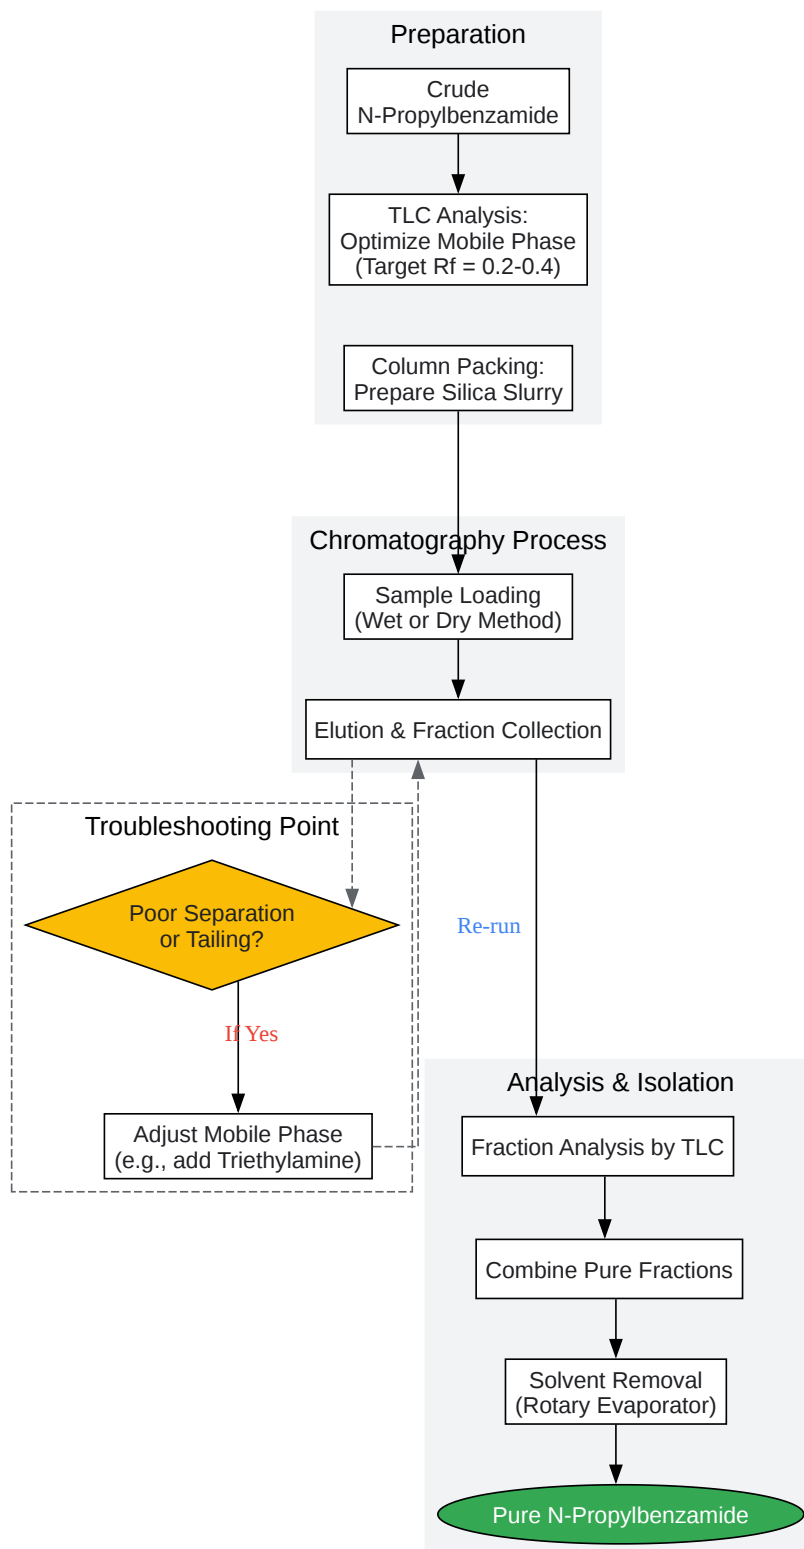 Preparation
Crude
N-Propylbenzamide
TLC Analysis:
Optimize Mobile Phase
(Target Rf = 0.2-0.4)
Column Packing:
Prepare Silica Slurry
Chromatography Process
Sample Loading
(Wet or Dry Method)
Elution & Fraction Collection
Troubleshooting Point
Poor Separation
or Tailing?
Re-run
If Yes
Adjust Mobile Phase
(e.g., add Triethylamine)
Analysis & Isolation
Fraction Analysis by TLC
Combine Pure Fractions
Solvent Removal
(Rotary Evaporator)
Pure N-Propylbenzamide